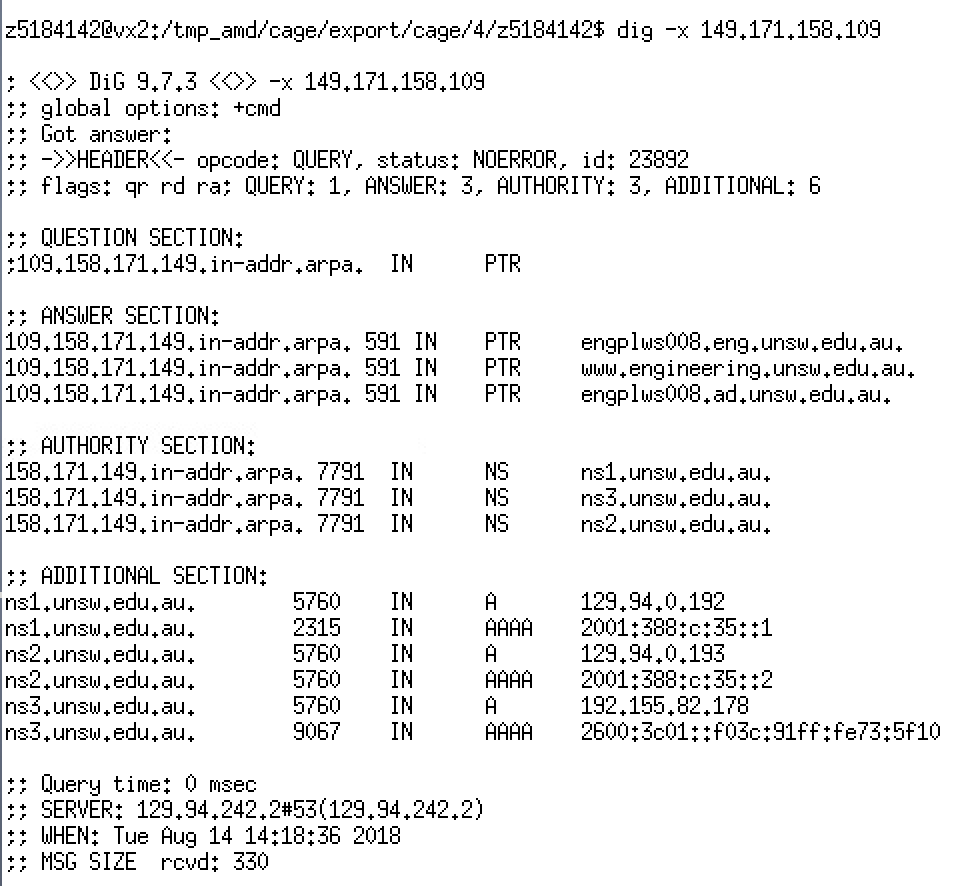 z5184142@vx2:/tmp_amd/cage/export/cage/4/z5184142$ dig -x 149.171.158.109
; <<>> DiG 9.7.3 <<>> -x 149.171.158.109
;; global options: +cmd
;; Got answer:
;; ->>HEADER<<- opcode: QUERY, status: NOERROR, id: 23892
;; flags: qr rd ra; QUERY: 1, ANSWER: 3, AUTHORITY: 3, ADDITIONAL: 6
;; QUESTION SECTION:
;109.158.171.149.in-addr.arpa. IN PTR
;; ANSWER SECTION:
109.158.171.149.in-addr.arpa. 591 IN PTR engplws008.eng.unsw.edu.au.
109.158.171.149.in-addr.arpa. 591 IN PTR www.engineering.unsw.edu.au.
109.158.171.149.in-addr.arpa. 591 IN PTR engplws008.ad.unsw.edu.au.
;; AUTHORITY SECTION:
158.171.149.in-addr.arpa. 7791 IN NS ns1.unsw.edu.au.
158.171.149.in-addr.arpa. 7791 IN NS ns3.unsw.edu.au.
158.171.149.in-addr.arpa. 7791 IN NS ns2.unsw.edu.au.
;; ADDITIONAL SECTION:
ns1.unsw.edu.au. 5760 IN A 129.94.0.192
ns1.unsw.edu.au. 2315 IN AAAA 2001:388:c:35::1
ns2.unsw.edu.au. 5760 IN A 129.94.0.193
ns2.unsw.edu.au. 5760 IN AAAA 2001:388:c:35::2
ns3.unsw.edu.au. 5760 IN A 192.155.82.178
ns3.unsw.edu.au. 9067 IN AAAA 2600:3c01::f03c:91ff:fe73:5f10
;; Query time: 0 msec
;; SERVER: 129.94.242.2#53(129.94.242.2)
;; WHEN: Tue Aug 14 14:18:36 2018
;; MSG SIZE rcvd: 330